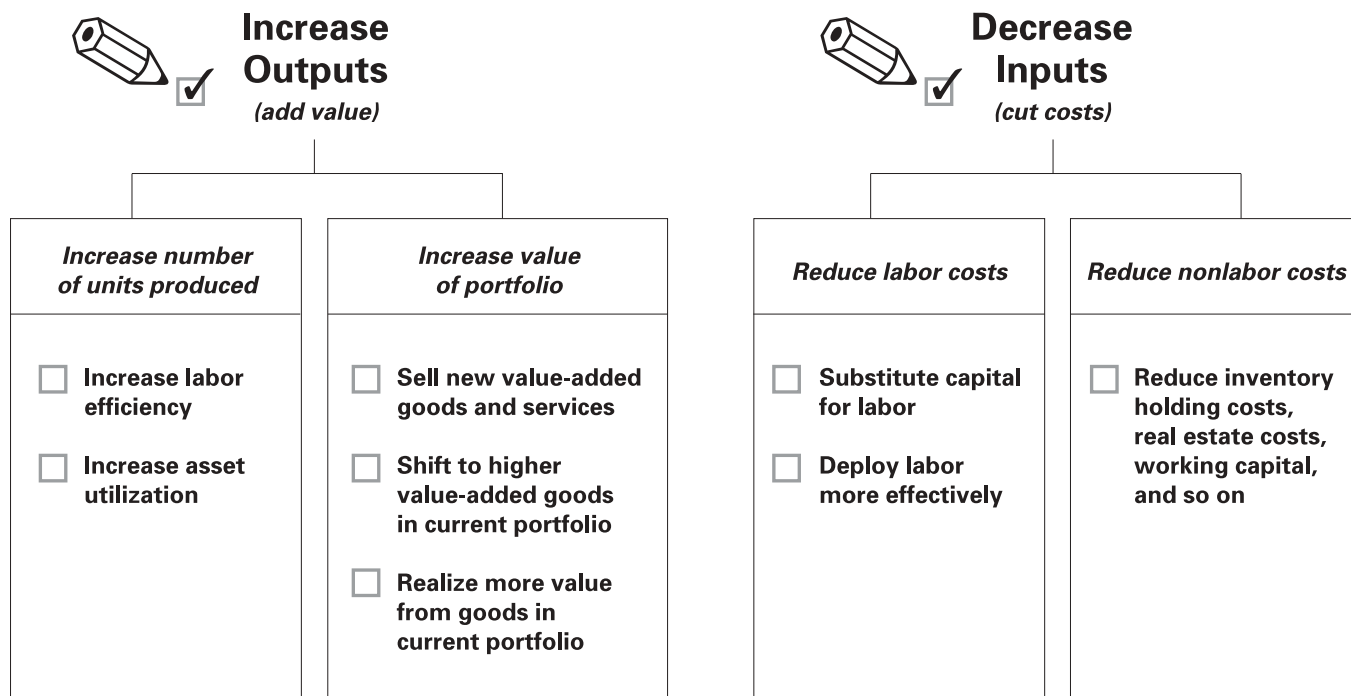 Increase
Outputs
(add value)
Increase number
of units produced
Increase labor
efficiency
Increase asset
utilization
Increase value
of portfolio
Sell new value-added
goods and services
Shift to higher
value-added goods
in current portfolio
Realize more value
from goods in
current portfolio
Decrease
Inputs
(cut costs)
Reduce labor costs
Substitute capital
for labor
Deploy labor
more effectively
Reduce nonlabor costs
Reduce inventory
holding costs,
real estate costs,
working capital,
and so on